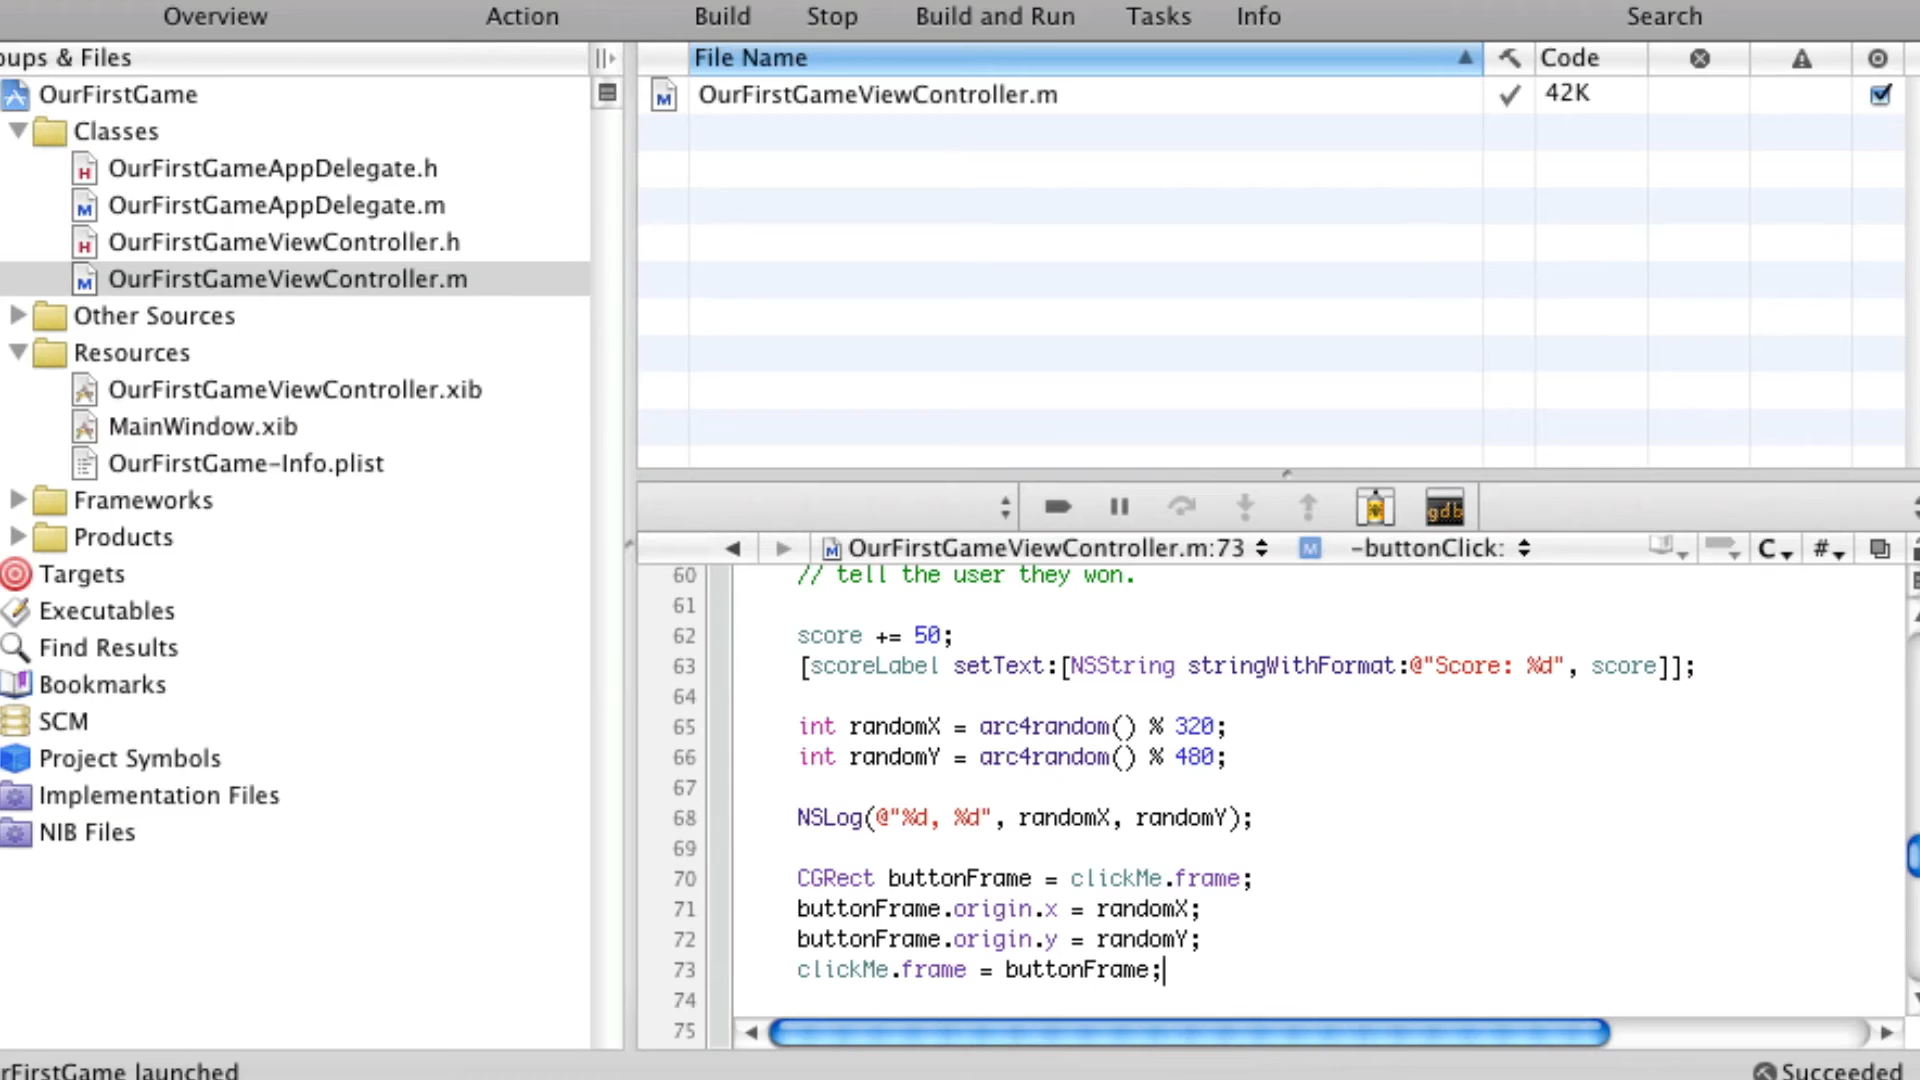 Overview Action Build Stop Build and Run Tasks Info Search
oups & Files
File Name Code
OurFirstGame
OurFirstGameViewController.m 42K
Classes
OurFirstGameAppDelegate.h
OurFirstGameAppDelegate.m
OurFirstGameViewController.h
OurFirstGameViewController.m
Other Sources
Resources
OurFirstGameViewController.xib
MainWindow.xib
OurFirstGame-Info.plist
Frameworks
Products
Targets
Executables
Find Results
Bookmarks
SCM
Project Symbols
Implementation Files
NIB Files
gdb
OurFirstGameViewController.m:73 M -buttonClick: C #
60 // tell the user they won.
61
62 score += 50;
63 [scoreLabel setText:[NSString stringWithFormat:@"Score: %d", score]];
64
65 int randomX = arc4random() % 320;
66 int randomY = arc4random() % 480;
67
68 NSLog(@"%d, %d", randomX, randomY);
69
70 CGRect buttonFrame = clickMe.frame;
71 buttonFrame.origin.x = randomX;
72 buttonFrame.origin.y = randomY;
73 clickMe.frame = buttonFrame;
74
75
rFirstGame launched
Succeeded